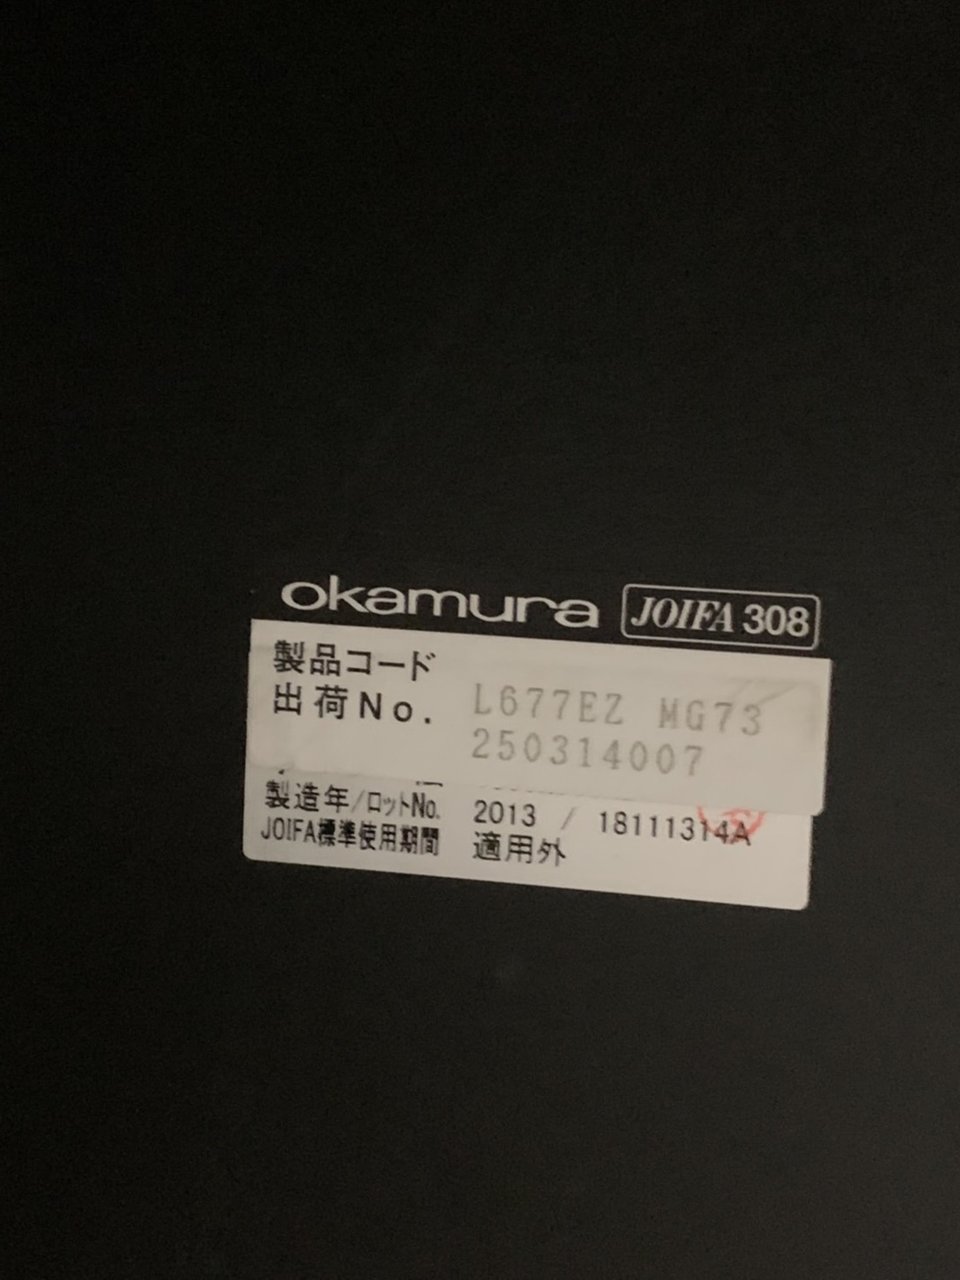 okamura JOIFA 308
製品コード L677EZ MG73
出荷No. 250314007
製造年/ロットNo. 2013 / 18111314A
JOIFA標準使用期間 適用外